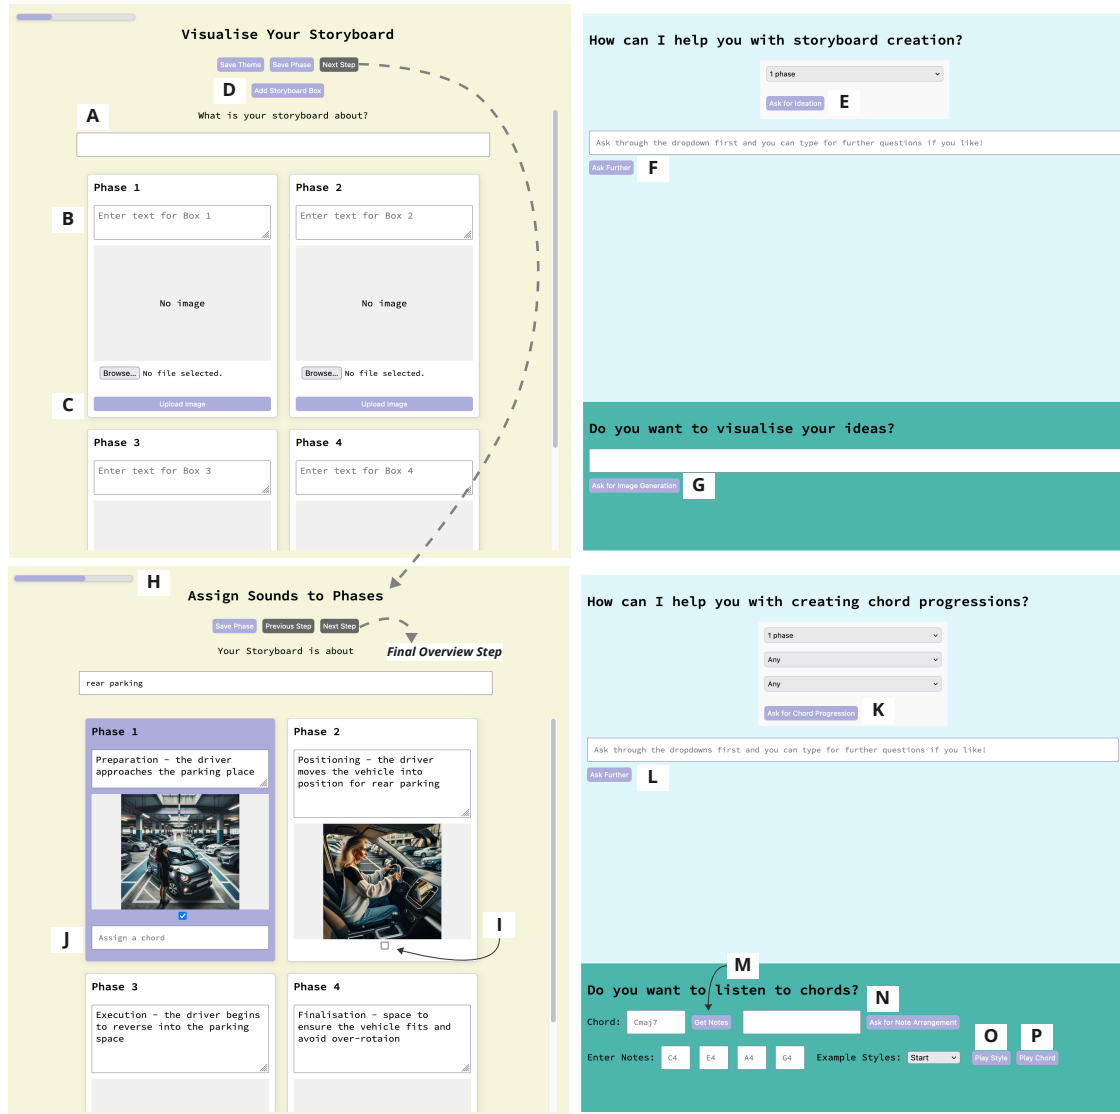 Visualise Your Storyboard
Save Theme
Save Phase
Next Step
D
Add Storyboard Box
A
What is your storyboard about?
Phase 1
Phase 2
B
Enter text for Box 1
Enter text for Box 2
No image
No image
Browse... No file selected.
Browse... No file selected.
C
Upload Image
Upload Image
Phase 3
Phase 4
Enter text for Box 3
Enter text for Box 4
How can I help you with storyboard creation?
1 phase
Ask for Ideation
E
Ask through the dropdown first and you can type for further questions if you like!
Ask Further
F
Do you want to visualise your ideas?
Ask for Image Generation
G
H
Assign Sounds to Phases
Save Phase
Previous Step
Next Step
Your Storyboard is about
Final Overview Step
rear parking
Phase 1
Phase 2
Preparation - the driver
approaches the parking place
Positioning - the driver
moves the vehicle into
position for rear parking
I
J
Assign a chord
Phase 3
Phase 4
Execution - the driver begins
to reverse into the parking
space
Finalisation - space to
ensure the vehicle fits and
avoid over-rotaion
How can I help you with creating chord progressions?
1 phase
Any
Any
Ask for Chord Progression
K
Ask through the dropdowns first and you can type for further questions if you like!
Ask Further
L
M
Do you want to listen to chords?
N
Chord:
Cmaj7
Get Notes
Ask for Note Arrangement
O
P
Enter Notes:
C4
E4
A4
G4
Example Styles:
Start
Play Style
Play Chord